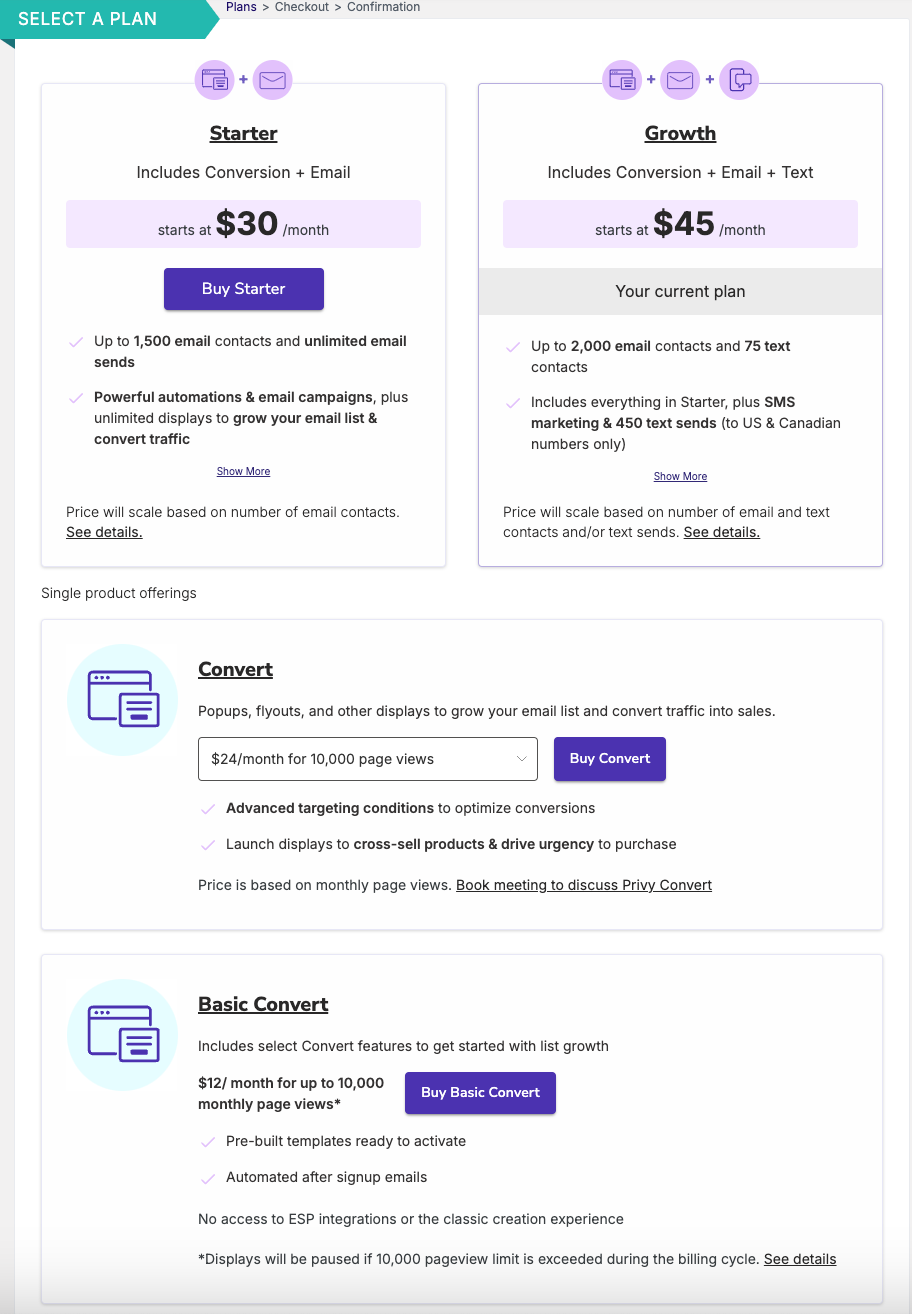 SELECT A PLAN
Plans > Checkout > Confirmation
+
Starter
Includes Conversion + Email
starts at $30 /month
Buy Starter
Up to 1,500 email contacts and unlimited email
sends
Powerful automations & email campaigns, plus
unlimited displays to grow your email list &
convert traffic
Show More
Price will scale based on number of email contacts.
See details.
+ +
Growth
Includes Conversion + Email + Text
starts at $45 /month
Your current plan
Up to 2,000 email contacts and 75 text
contacts
Includes everything in Starter, plus SMS
marketing & 450 text sends (to US & Canadian
numbers only)
Show More
Price will scale based on number of email and text
contacts and/or text sends. See details.
Single product offerings
Convert
Popups, flyouts, and other displays to grow your email list and convert traffic into sales.
$24/month for 10,000 page views
Buy Convert
Advanced targeting conditions to optimize conversions
Launch displays to cross-sell products & drive urgency to purchase
Price is based on monthly page views. Book meeting to discuss Privy Convert
Basic Convert
Includes select Convert features to get started with list growth
$12/ month for up to 10,000
monthly page views*
Buy Basic Convert
Pre-built templates ready to activate
Automated after signup emails
No access to ESP integrations or the classic creation experience
*Displays will be paused if 10,000 pageview limit is exceeded during the billing cycle. See details